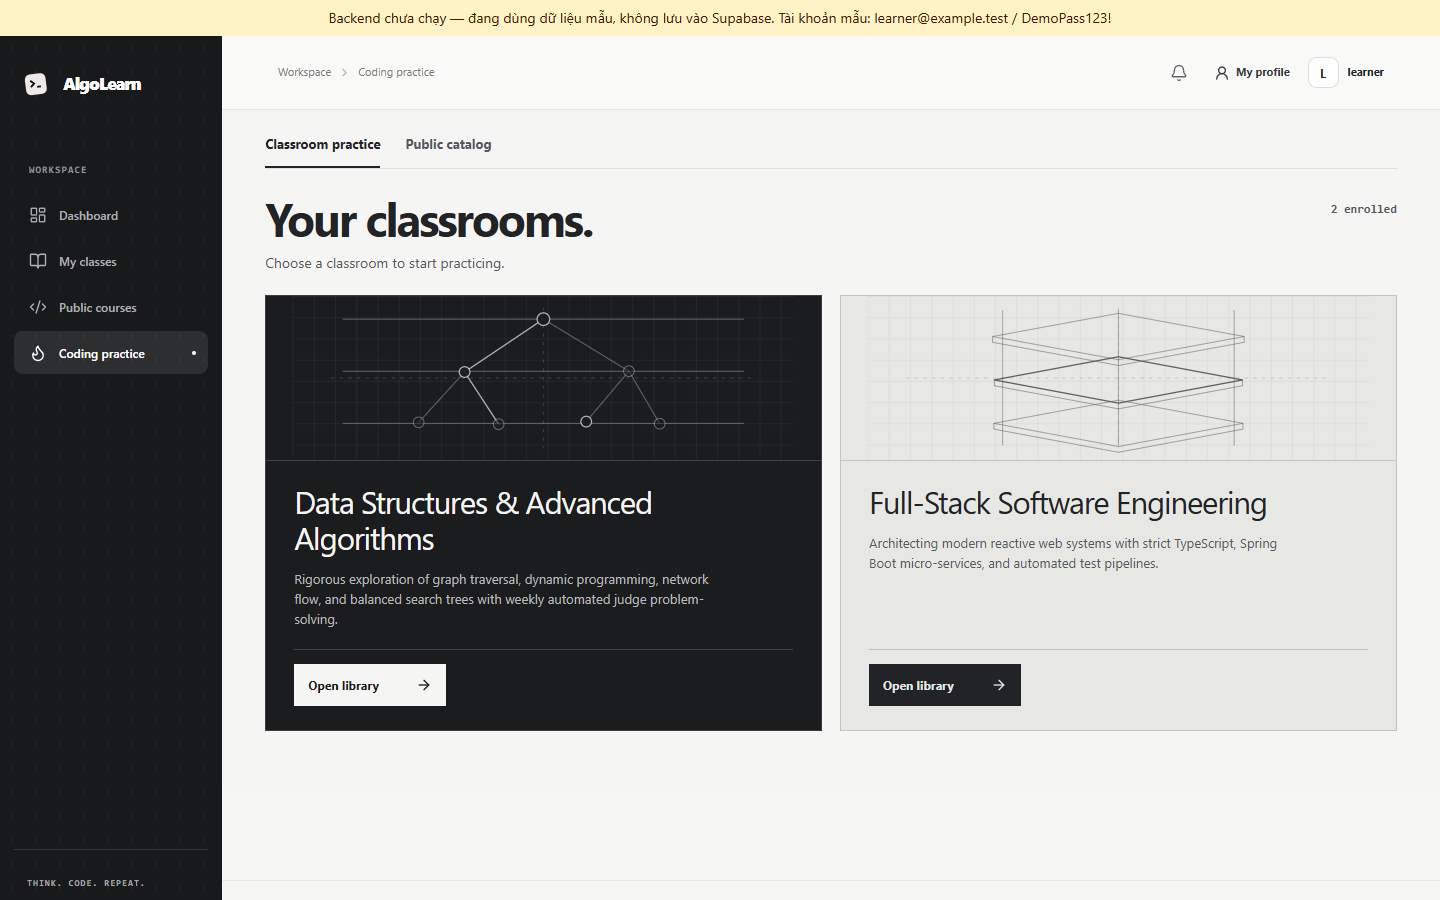 Backend chưa chạy — đang dùng dữ liệu mẫu, không lưu vào Supabase. Tài khoản mẫu: learner@example.test / DemoPass123!
AlgoLearn
WORKSPACE
Dashboard
My classes
Public courses
Coding practice
THINK. CODE. REPEAT.
Workspace
Coding practice
My profile
L
learner
Classroom practice
Public catalog
Your classrooms.
2 enrolled
Choose a classroom to start practicing.
Data Structures & Advanced
Algorithms
Rigorous exploration of graph traversal, dynamic programming, network
flow, and balanced search trees with weekly automated judge problem-
solving.
Open library
Full-Stack Software Engineering
Architecting modern reactive web systems with strict TypeScript, Spring
Boot micro-services, and automated test pipelines.
Open library